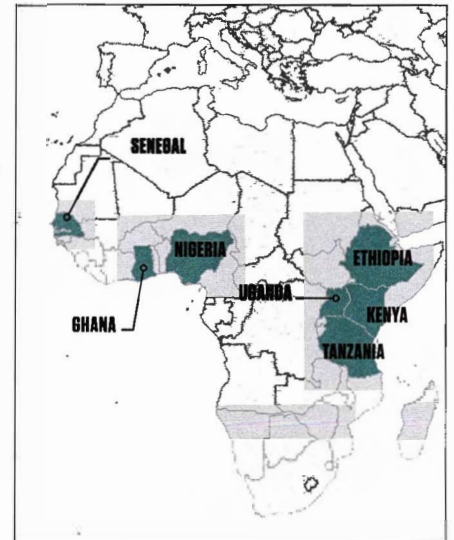 SENEGAL
NIGERIA
ETHIOPIA
UGANDA
KENYA
GHANA
TANZANIA